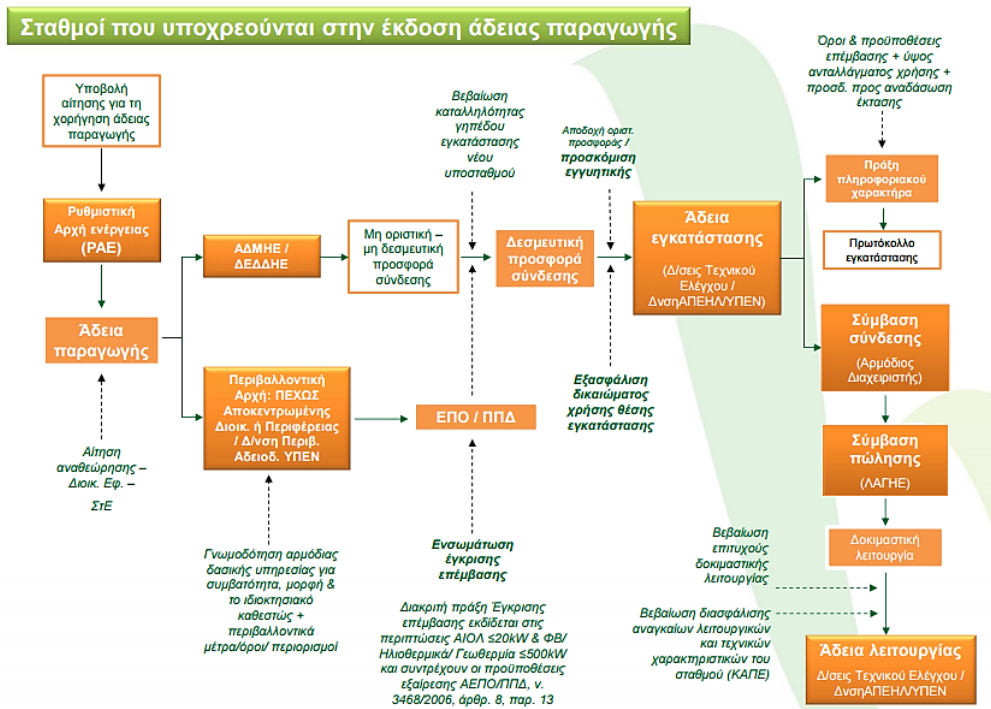 Σταθμοί που υποχρεούνται στην έκδοση άδειας παραγωγής
Υποβολή
αίτησης για τη
χορήγηση άδειας
παραγωγής
Ρυθμιστική
Αρχή ενέργειας
(ΡΑΕ)
Άδεια
παραγωγής
Αίτηση
αναθεώρησης –
Διοικ. Εφ. –
ΣτΕ
ΑΔΜΗΕ /
ΔΕΔΔΗΕ
Μη οριστική –
μη δεσμευτική
προσφορά
σύνδεσης
Περιβαλλοντική
Αρχή: ΠΕΧΩΣ
Αποκεντρωμένης
Διοικ. ή Περιφέρειας
/ Δ/νση Περιβ.
Αδειοδ. ΥΠΕΝ
Γνωμοδότηση αρμόδιας
δασικής υπηρεσίας για
συμβατότητα, μορφή &
το ιδιοκτησιακό
καθεστώς +
περιβαλλοντικά
μέτρα/όροι/ περιορισμοί
Βεβαίωση
καταλληλότητας
γηπέδου
εγκατάστασης
νέου
υποσταθμού
ΕΠΟ / ΠΠΔ
Ενσωμάτωση
έγκρισης
επέμβασης
Διακριτή πράξη Έγκρισης
επέμβασης εκδίδεται στις
περιπτώσεις ΑΙΟΛ ≤20kW & ΦΒ/
Ηλιοθερμικά/ Γεωθερμία ≤500kW
και συντρέχουν οι προϋποθέσεις
εξαίρεσης ΑΕΠΟ/ΠΠΔ, ν.
3468/2006, άρθρ. 8, παρ. 13
Δεσμευτική
προσφορά
σύνδεσης
Αποδοχή οριστ.
προσφοράς /
προσκόμιση
εγγυητικής
Εξασφάλιση
δικαιώματος
χρήσης θέσης
εγκατάστασης
Άδεια
εγκατάστασης
(Δ/σεις Τεχνικού
Ελέγχου /
ΔνσηΑΠΕΗΛ/ΥΠΕΝ)
Όροι & προϋποθέσεις
επέμβασης + ύψος
ανταλλάγματος χρήσης +
προσδ. προς αναδάσωση
έκτασης
Πράξη
πληροφοριακού
χαρακτήρα
Πρωτόκολλο
εγκατάστασης
Σύμβαση
σύνδεσης
(Αρμόδιος
Διαχειριστής)
Σύμβαση
πώλησης
(ΛΑΓΗΕ)
Δοκιμαστική
λειτουργία
Βεβαίωση
επιτυχούς
δοκιμαστικής
λειτουργίας
Βεβαίωση διασφάλισης
αναγκαίων λειτουργικών
και τεχνικών
χαρακτηριστικών του
σταθμού (ΚΑΠΕ)
Άδεια λειτουργίας
Δ/σεις Τεχνικού Ελέγχου /
ΔνσηΑΠΕΗΛ/ΥΠΕΝ